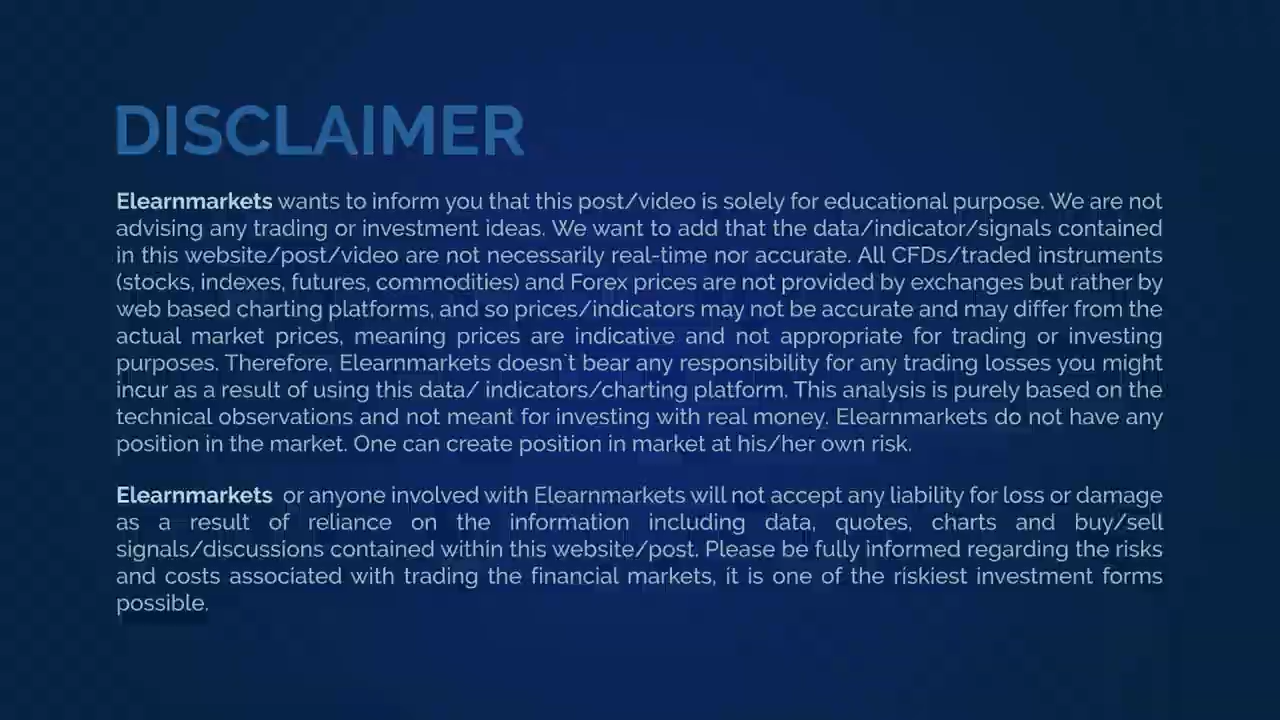 DISCLAIMER
Elearnmarkets wants to inform you that this post/video is solely for educational purpose. We are not
advising any trading or investment ideas. We want to add that the data/indicator/signals contained
in this website/post/video are not necessarily real-time nor accurate. All CFDs/traded instruments
(stocks, indexes, futures, commodities) and Forex prices are not provided by exchanges but rather by
web based charting platforms, and so prices/indicators may not be accurate and may differ from the
actual market prices, meaning prices are indicative and not appropriate for trading or investing
purposes. Therefore, Elearnmarkets doesn`t bear any responsibility for any trading losses you might
incur as a result of using this data/ indicators/charting platform. This analysis is purely based on the
technical observations and not meant for investing with real money. Elearnmarkets do not have any
position in the market. One can create position in market at his/her own risk.
Elearnmarkets or anyone involved with Elearnmarkets will not accept any liability for loss or damage
as a result of reliance on the information including data, quotes, charts and buy/sell
signals/discussions contained within this website/post. Please be fully informed regarding the risks
and costs associated with trading the financial markets, it is one of the riskiest investment forms
possible.